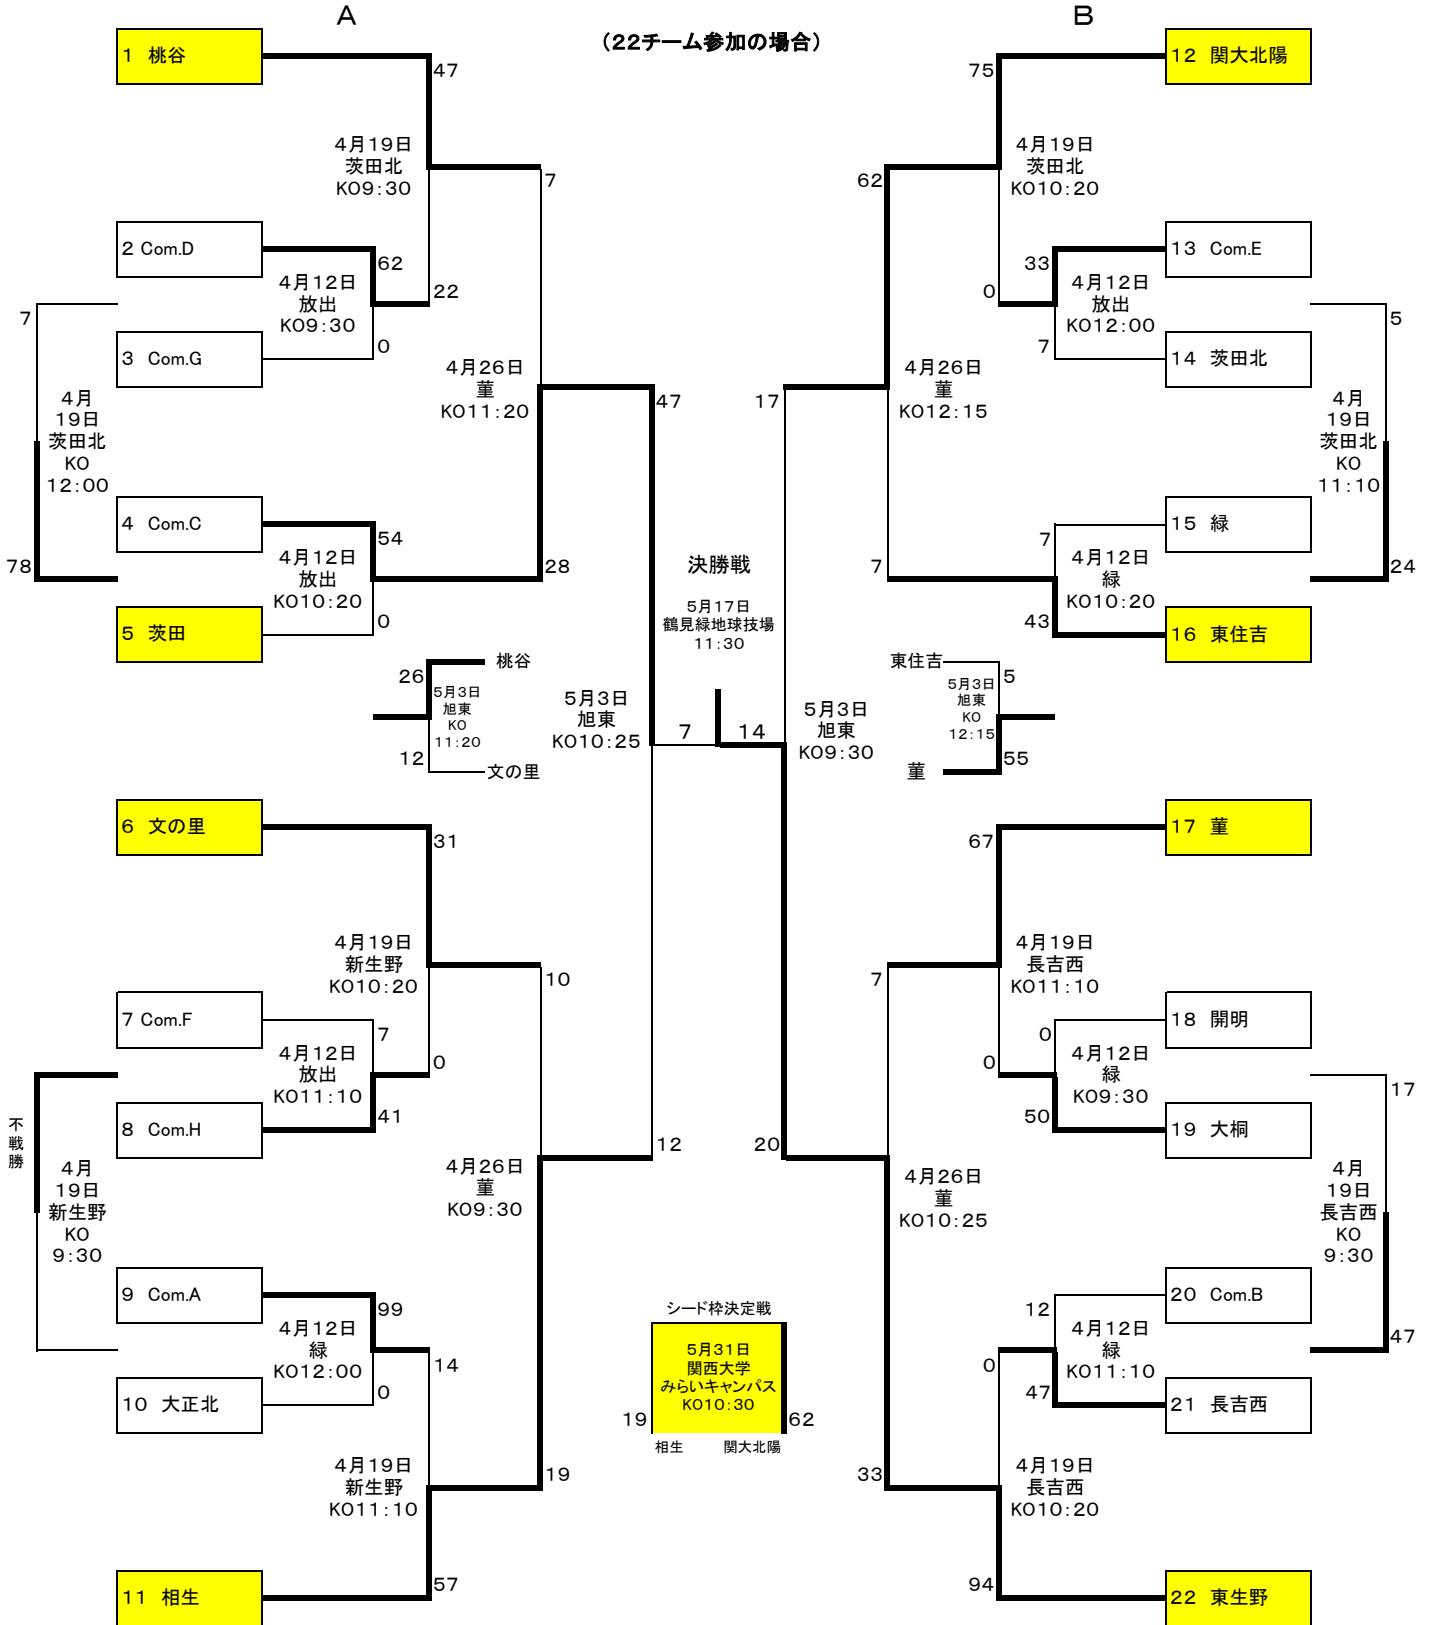 A
B
（22チーム参加の場合）
1 桃谷
47
75
12 関大北陽
4月19日
茨田北
KO9:30
7
62
4月19日
茨田北
KO10:20
2 Com.D
62
22
4月12日
放出
KO9:30
3 Com.G
0
33
0
4月12日
放出
KO12:00
7
13 Com.E
14 茨田北
7
4月
19日
茨田北
KO
12:00
78
5
4月
19日
茨田北
KO
11:10
24
4月26日
菫
KO11:20
47
17
4月26日
菫
KO12:15
4 Com.C
54
4月12日
放出
KO10:20
0
28
5 茨田
7
7
4月12日
緑
KO10:20
43
15 緑
16 東住吉
決勝戦
5月17日
鶴見緑地球技場
11:30
桃谷
26
5月3日
旭東
KO
11:20
12
文の里
5月3日
旭東
KO10:25
7
14
5月3日
旭東
KO9:30
東住吉
5
5月3日
旭東
KO
12:15
55
菫
6 文の里
31
67
17 菫
4月19日
新生野
KO10:20
10
7
4月19日
長吉西
KO11:10
7 Com.F
7
4月12日
放出
KO11:10
0
41
8 Com.H
0
0
4月12日
緑
KO9:30
50
18 開明
19 大桐
不
戦
勝
4月
19日
新生野
KO
9:30
17
4月
19日
長吉西
KO
9:30
47
4月26日
菫
KO9:30
12
20
4月26日
菫
KO10:25
9 Com.A
99
4月12日
緑
KO12:00
14
0
10 大正北
12
4月12日
緑
KO11:10
0
47
20 Com.B
21 長吉西
シード枠決定戦
5月31日
関西大学
みらいキャンパス
KO10:30
19
62
相生
関大北陽
4月19日
新生野
KO11:10
19
33
4月19日
長吉西
KO10:20
11 相生
57
94
22 東生野